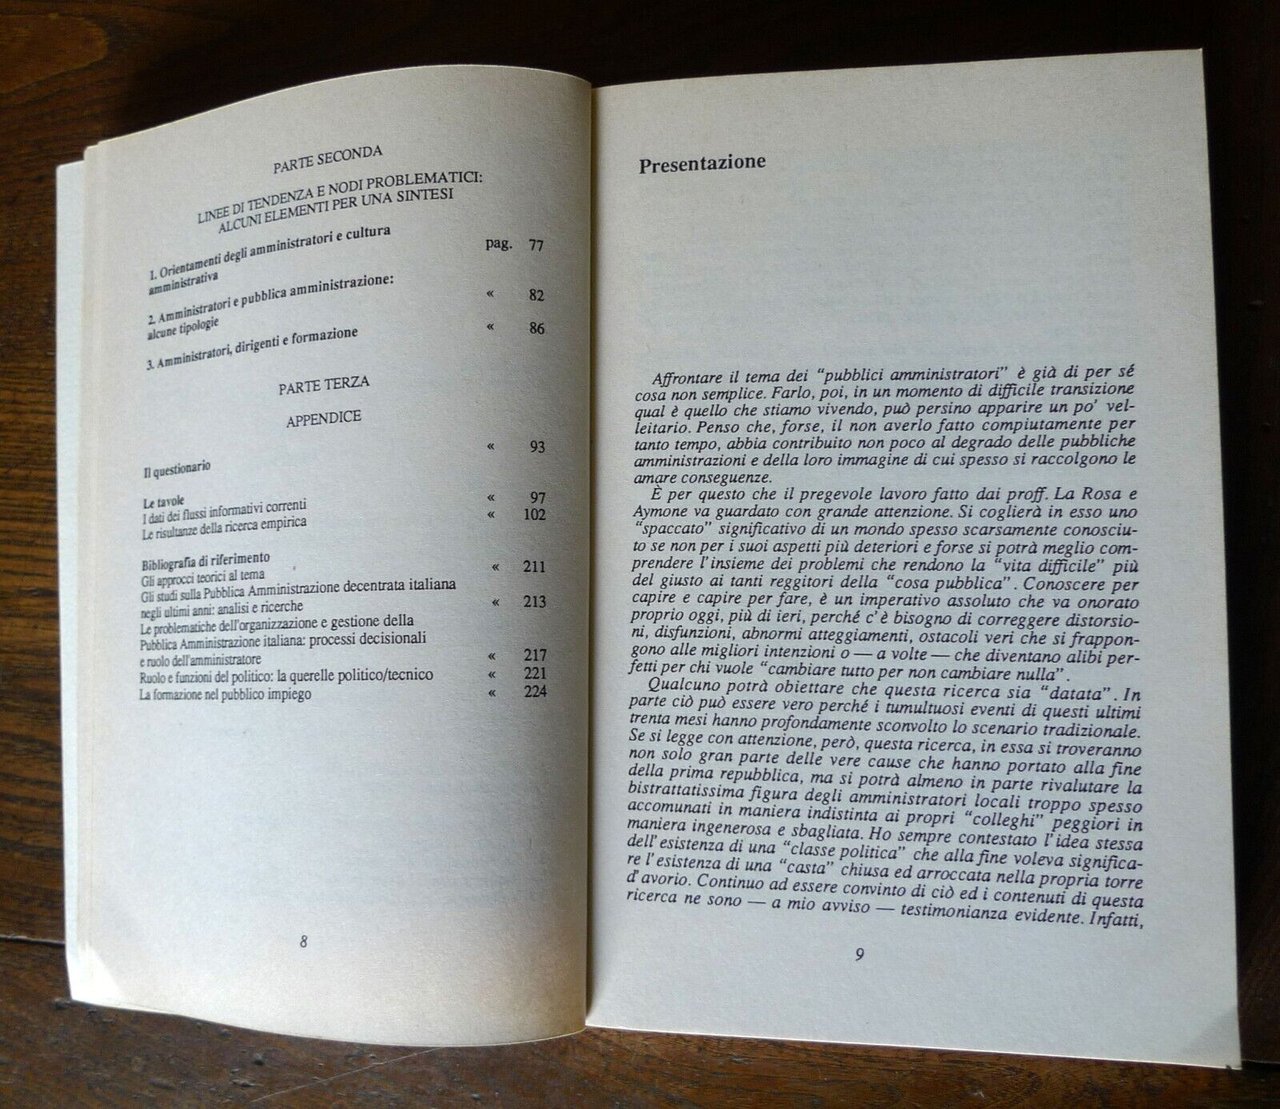 PARTE SECONDA
LINEE DI TENDENZA E NODI PROBLEMATICI:
ALCUNI ELEMENTI PER UNA SINTESI
1. Orientamenti degli amministratori e cultura
amministrativa pag. 77
2. Amministratori e pubblica amministrazione:
alcune tipologie « 82
3. Amministratori, dirigenti e formazione « 86
PARTE TERZA
APPENDICE
Il questionario « 93
Le tavole
I dati dei flussi informativi correnti « 97
Le risultanze della ricerca empirica « 102
Bibliografia di riferimento
Gli approcci teorici al tema « 211
Gli studi sulla Pubblica Amministrazione decentrata italiana
negli ultimi anni: analisi e ricerche « 213
Le problematiche dell'organizzazione e gestione della
Pubblica Amministrazione italiana: processi decisionali
e ruolo dell'amministratore « 217
Ruolo e funzioni del politico: la querelle politico/tecnico « 221
La formazione nel pubblico impiego « 224
8
Presentazione
Affrontare il tema dei “pubblici amministratori” è già di per sé
cosa non semplice. Farlo, poi, in un momento di difficile transizione
qual è quello che stiamo vivendo, può persino apparire un po' vel-
leitario. Penso che, forse, il non averlo fatto compiutamente per
tanto tempo, abbia contribuito non poco al degrado delle pubbliche
amministrazioni e della loro immagine di cui spesso si raccolgono le
amare conseguenze.
È per questo che il pregevole lavoro fatto dai proff. La Rosa e
Aymone va guardato con grande attenzione. Si coglierà in esso uno
“spaccato” significativo di un mondo spesso scarsamente conosciu-
to se non per i suoi aspetti più deteriori e forse si potrà meglio com-
prendere l'insieme dei problemi che rendono la “vita difficile” più
del giusto ai tanti reggitori della “cosa pubblica”. Conoscere per
capire e capire per fare, è un imperativo assoluto che va onorato
proprio oggi, più di ieri, perché c'è bisogno di correggere distorsio-
ni, disfunzioni, abnormi atteggiamenti, ostacoli veri che si frappon-
gono alle migliori intenzioni o — a volte — che diventano alibi per-
fetti per chi vuole “cambiare tutto per non cambiare nulla”.
Qualcuno potrà obiettare che questa ricerca sia “datata”. In
parte ciò può essere vero perché i tumultuosi eventi di questi ultimi
trenta mesi hanno profondamente sconvolto lo scenario tradizionale.
Se si legge con attenzione, però, questa ricerca, in essa si troveranno
non solo gran parte delle vere cause che hanno portato alla fine
della prima repubblica, ma si potrà almeno in parte rivalutare la
bistrattatissima figura degli amministratori locali troppo spesso
accomunati in maniera indistinta ai propri “colleghi” peggiori in
maniera ingenerosa e sbagliata. Ho sempre contestato l'idea stessa
dell'esistenza di una “classe politica” che alla fine voleva significa-
re l'esistenza di una “casta” chiusa ed arroccata nella propria torre
d'avorio. Continuo ad essere convinto di ciò ed i contenuti di questa
ricerca ne sono — a mio avviso — testimonianza evidente. Infatti,
9